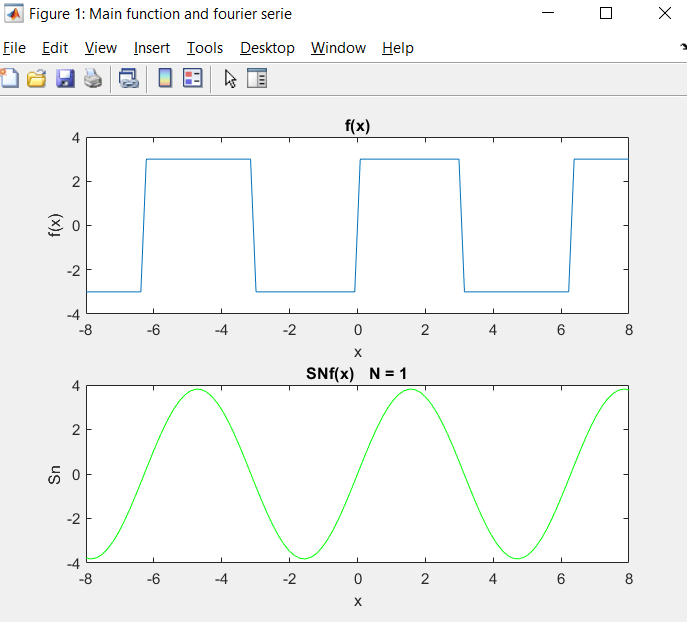 Figure 1: Main function and fourier serie
File Edit View Insert Tools Desktop Window Help
f(x)
4
2
0
-2
-4
f(x)
-8 -6 -4 -2 0 2 4 6 8
x
SNf(x) N = 1
4
2
0
-2
-4
Sn
-8 -6 -4 -2 0 2 4 6 8
x